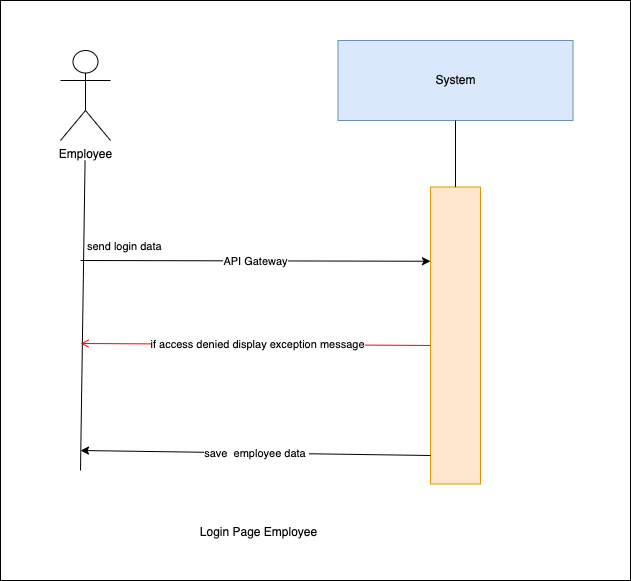 System
Employee
send login data
API Gateway
if access denied display exception message
save employee data
Login Page Employee